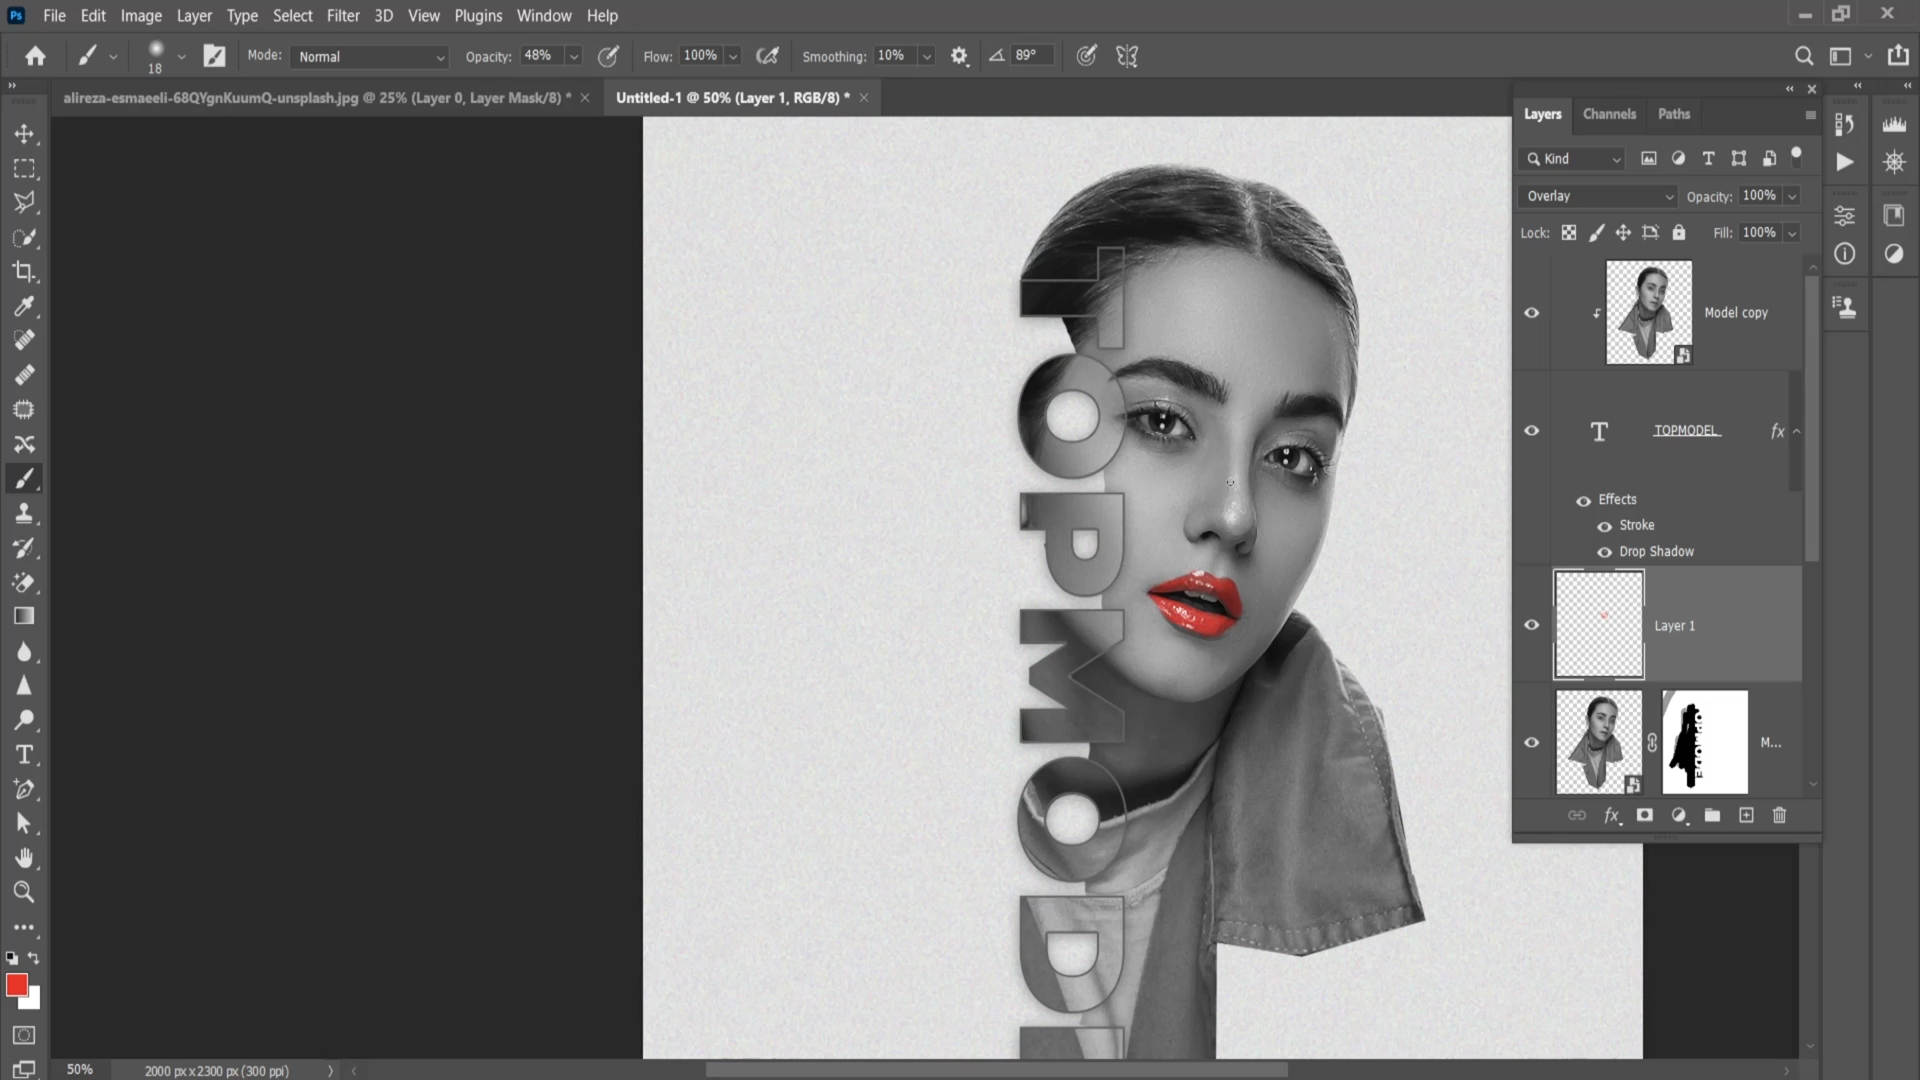 Ps File Edit Image Layer Type Select Filter 3D View Plugins Window Help
18 Mode: Normal Opacity: 48% Flow: 100% Smoothing: 10% 89°
alireza-esmaeeli-68QYgnKuumQ-unsplash.jpg @ 25% (Layer 0, Layer Mask/8) * Untitled-1 @ 50% (Layer 1, RGB/8) *
Layers Channels Paths
Kind
Overlay Opacity: 100%
Lock: Fill: 100%
Model copy
TOPMODEL fx
Effects
Stroke
Drop Shadow
Layer 1
M...
fx
TOPMODE
50% 2000 px x 2300 px (300 ppi)